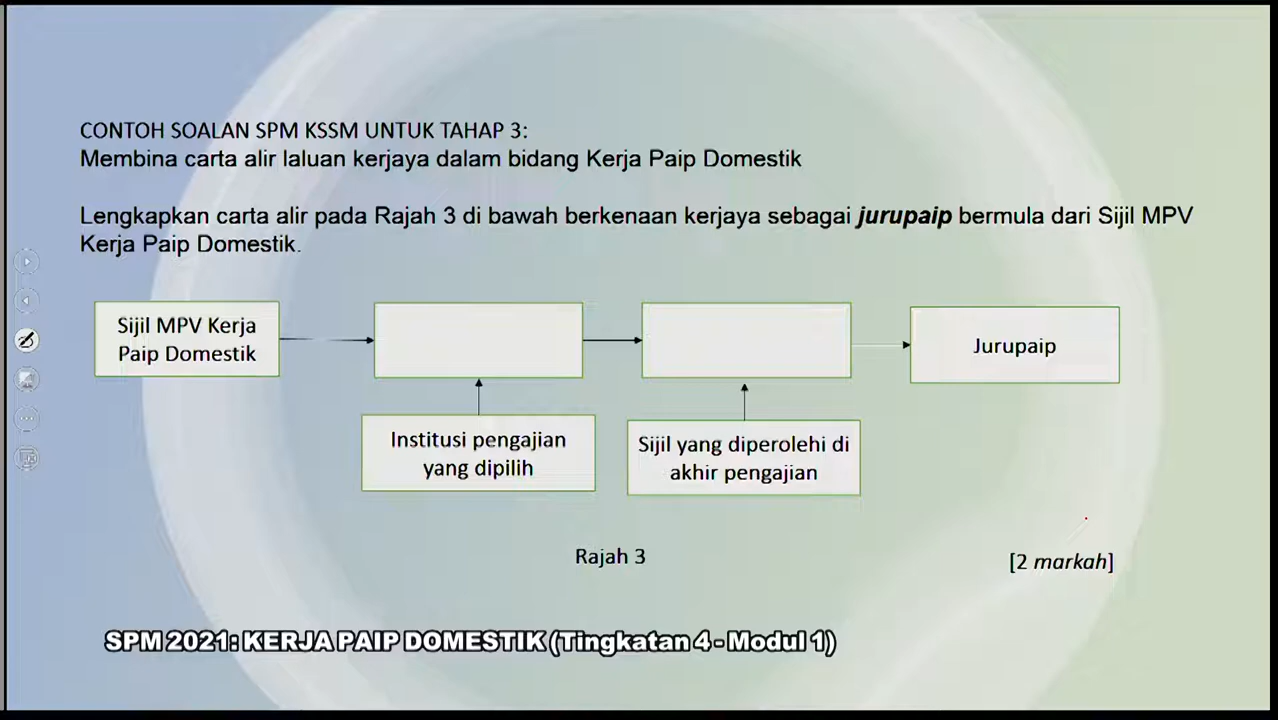 CONTOH SOALAN SPM KSSM UNTUK TAHAP 3:
Membina carta alir laluan kerjaya dalam bidang Kerja Paip Domestik
Lengkapkan carta alir pada Rajah 3 di bawah berkenaan kerjaya sebagai jurupaip bermula dari Sijil MPV
Kerja Paip Domestik.
Sijil MPV Kerja
Paip Domestik
Jurupaip
Institusi pengajian
yang dipilih
Sijil yang diperolehi di
akhir pengajian
Rajah 3
[2 markah]
SPM 2021: KERJA PAIP DOMESTIK (Tingkatan 4 - Modul 1)